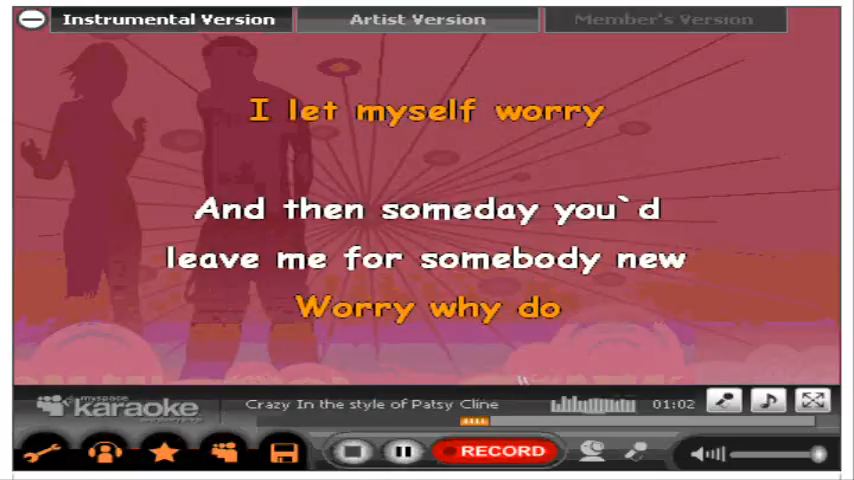 Instrumental Version
Artist Version
Member's Version
I let myself worry
And then someday you`d
leave me for somebody new
Worry why do
myspace
karaoke
Crazy In the style of Patsy Cline
01:02
RECORD